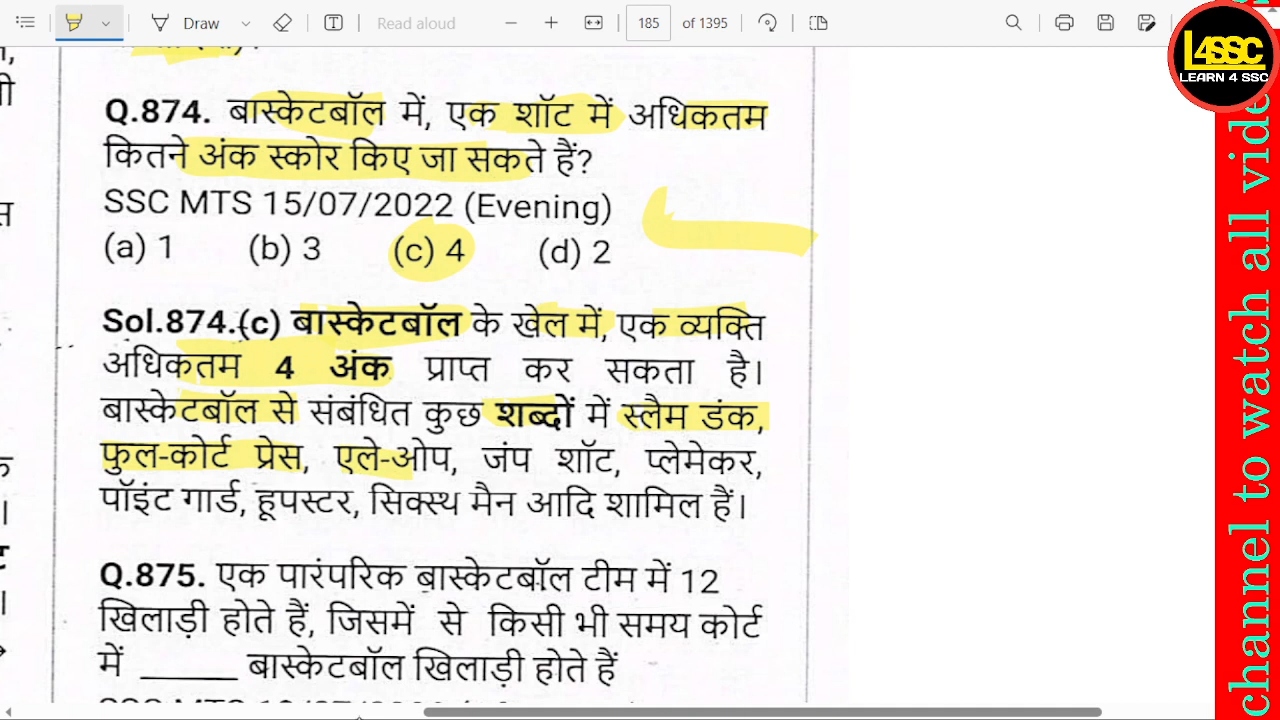 Draw
Read aloud
185 of 1395
L4SSC
LEARN 4 SSC
Q.874. बास्केटबॉल में, एक शॉट में अधिकतम
कितने अंक स्कोर किए जा सकते हैं?
SSC MTS 15/07/2022 (Evening)
(a) 1 (b) 3 (c) 4 (d) 2
Sol.874.(c) बास्केटबॉल के खेल में, एक व्यक्ति
अधिकतम 4 अंक प्राप्त कर सकता है।
बास्केटबॉल से संबंधित कुछ शब्दों में स्लैम डंक,
फुल-कोर्ट प्रेस, एले-ओप, जंप शॉट, प्लेमेकर,
पॉइंट गार्ड, हूपस्टर, सिक्स्थ मैन आदि शामिल हैं।
Q.875. एक पारंपरिक बास्केटबॉल टीम में 12
खिलाड़ी होते हैं, जिसमें से किसी भी समय कोर्ट
में ______ बास्केटबॉल खिलाड़ी होते हैं
channel to watch all vide